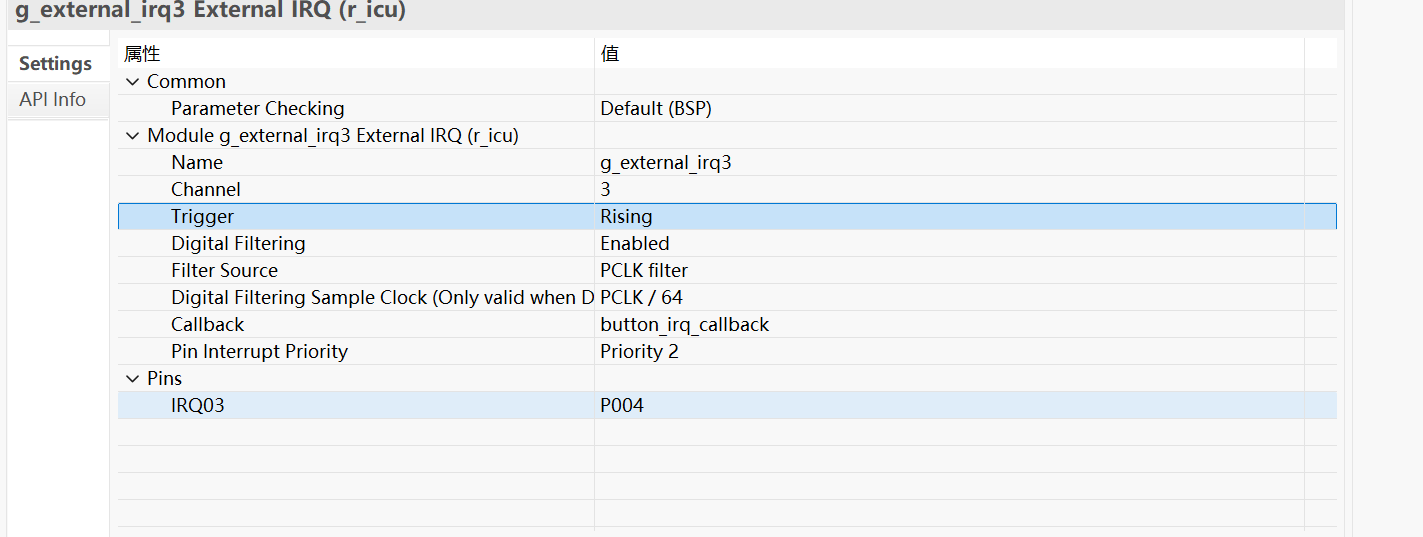 g_external_irq3 External IRQ (r_icu)
Settings
API Info
属性 值
Common
Parameter Checking Default (BSP)
Module g_external_irq3 External IRQ (r_icu)
Name g_external_irq3
Channel 3
Trigger Rising
Digital Filtering Enabled
Filter Source PCLK filter
Digital Filtering Sample Clock (Only valid when D PCLK / 64
Callback button_irq_callback
Pin Interrupt Priority Priority 2
Pins
IRQ03 P004